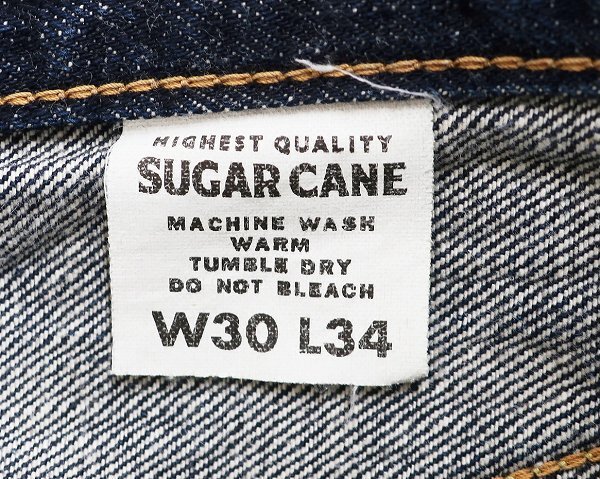 HIGHEST QUALITY
SUGAR CANE
MACHINE WASH
WARM
TUMBLE DRY
DO NOT BLEACH
W30 L34